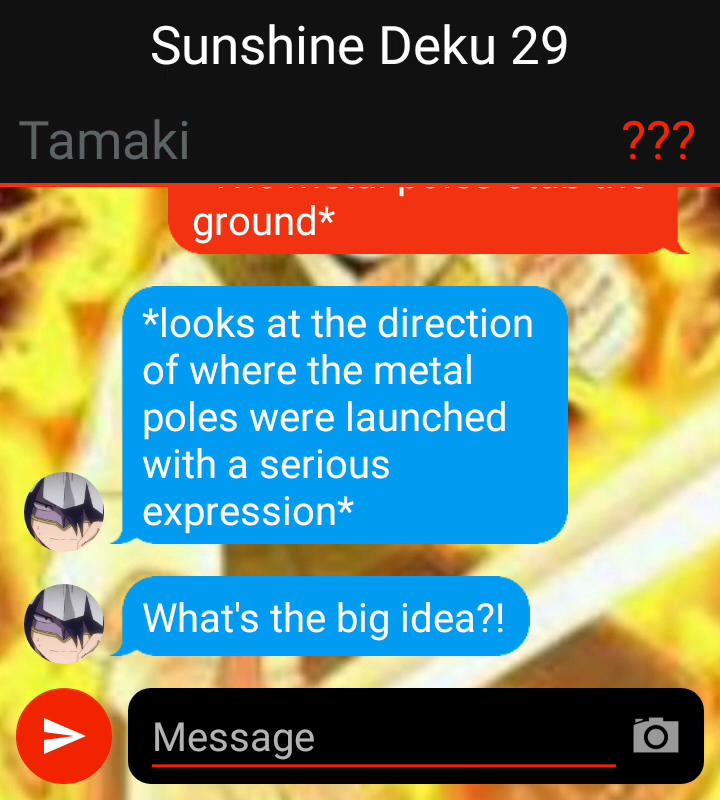 Sunshine Deku 29
Tamaki ???
ground*
*looks at the direction
of where the metal
poles were launched
with a serious
expression*
What's the big idea?!
Message